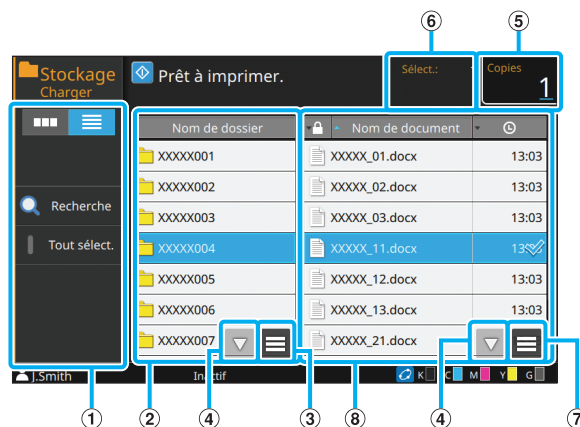 ⑥ ⑤
Stockage
Charger
Prêt à imprimer.
Sélect.:
Copies
1
Nom de dossier
Nom de document
XXXXX001
XXXXX_01.docx 13:03
XXXXX002
XXXXX_02.docx 13:03
Recherche
XXXXX003
XXXXX_03.docx 13:03
Tout sélect.
XXXXX004
XXXXX_11.docx
XXXXX005
XXXXX_12.docx 13:03
XXXXX006
XXXXX_13.docx 13:03
XXXXX007
XXXXX_21.docx
J.Smith
K C M Y G
① ② ④ ③ ⑧ ④ ⑦